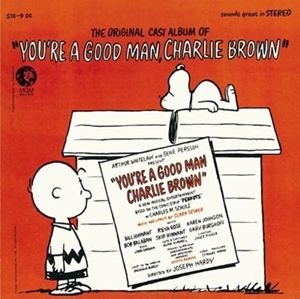 S1E-9 OC
sounds great in STEREO
THE ORIGINAL CAST ALBUM OF
"YOU'RE A GOOD MAN, CHARLIE BROWN"
MGM
ARTHUR WHITELAW and GENE PERSSON
PRESENT
"YOU'RE A GOOD MAN
CHARLIE BROWN"
A NEW MUSICAL ENTERTAINMENT
BASED ON THE COMIC STRIP "PEANUTS"
BY CHARLES M. SCHULZ
MUSIC AND LYRICS BY CLARK GESNER
BILL HINNANT REVA ROSE KAREN JOHNSON
BOB BALABAN SKIP HINNANT GARY BURGHOFF
DIRECTED BY JOSEPH HARDY